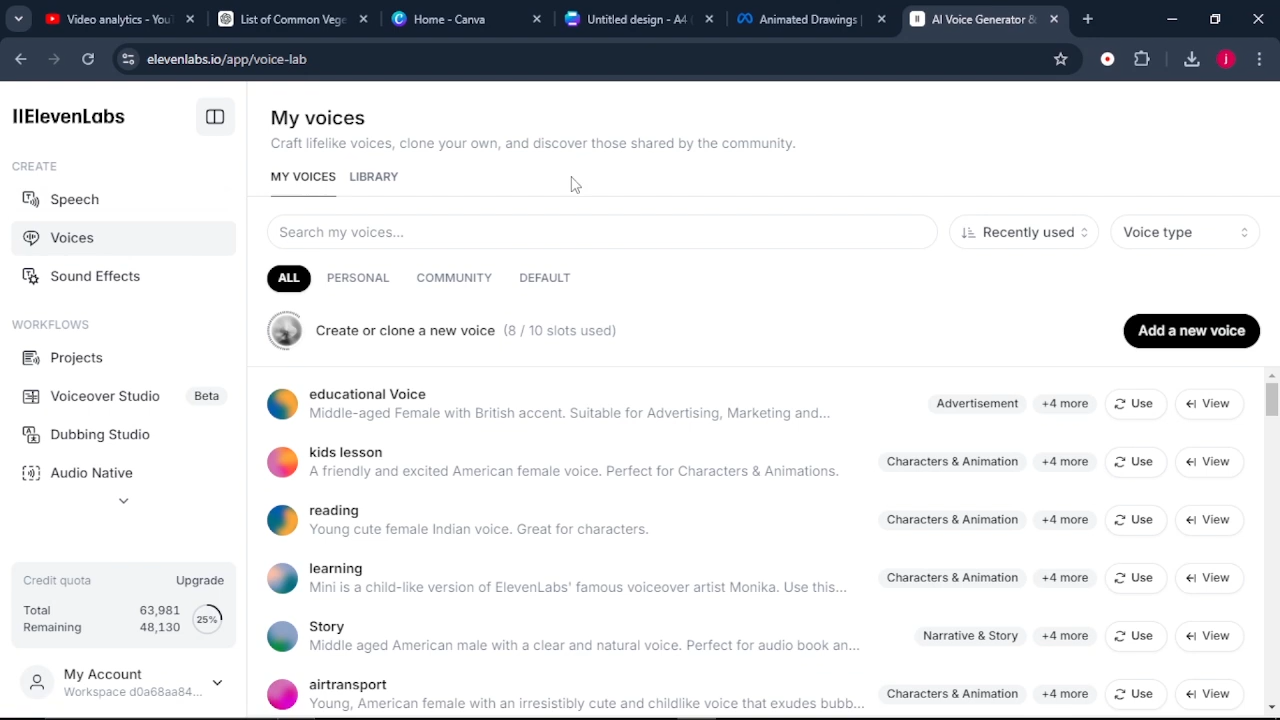 Video analytics - You
List of Common Vege
Home - Canva
Untitled design - A4
Animated Drawings
AI Voice Generator &
elevenlabs.io/app/voice-lab
j
IIElevenLabs
CREATE
Speech
Voices
Sound Effects
WORKFLOWS
Projects
Voiceover Studio Beta
Dubbing Studio
Audio Native
Credit quota Upgrade
Total 63,981
Remaining 48,130
25%
My Account
Workspace d0a68aa84...
My voices
Craft lifelike voices, clone your own, and discover those shared by the community.
MY VOICES LIBRARY
Search my voices... Recently used Voice type
ALL PERSONAL COMMUNITY DEFAULT
Create or clone a new voice (8 / 10 slots used) Add a new voice
educational Voice
Middle-aged Female with British accent. Suitable for Advertising, Marketing and...
Advertisement +4 more Use View
kids lesson
A friendly and excited American female voice. Perfect for Characters & Animations.
Characters & Animation +4 more Use View
reading
Young cute female Indian voice. Great for characters.
Characters & Animation +4 more Use View
learning
Mini is a child-like version of ElevenLabs' famous voiceover artist Monika. Use this...
Characters & Animation +4 more Use View
Story
Middle aged American male with a clear and natural voice. Perfect for audio book an...
Narrative & Story +4 more Use View
airtransport
Young, American female with an irresistibly cute and childlike voice that exudes bubb...
Characters & Animation +4 more Use View